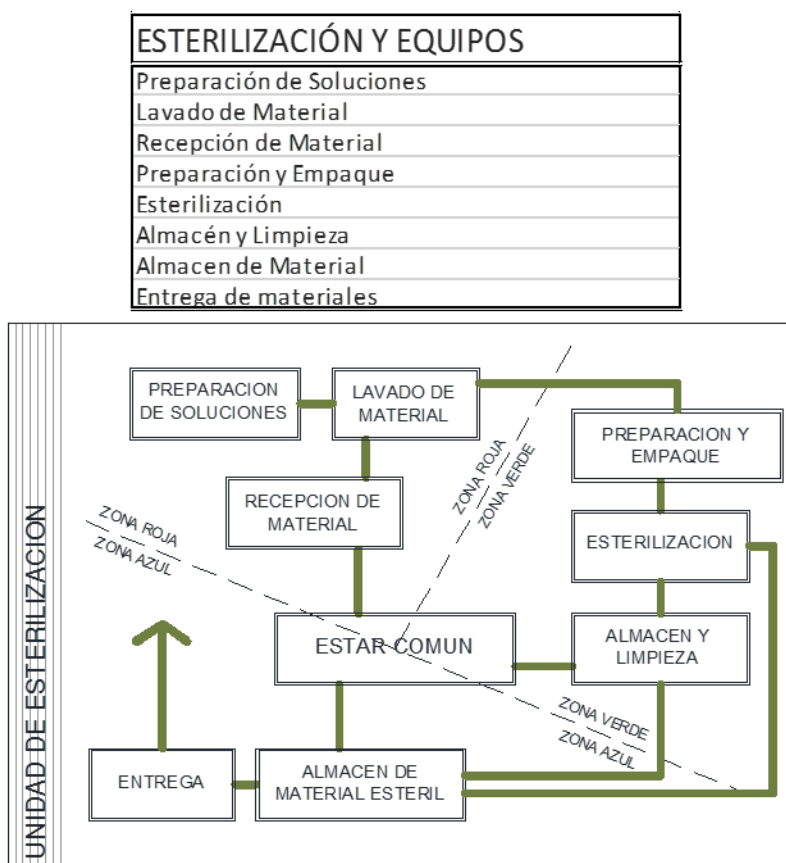 ESTERILIZACIÓN Y EQUIPOS
Preparación de Soluciones
Lavado de Material
Recepción de Material
Preparación y Empaque
Esterilización
Almacén y Limpieza
Almacen de Material
Entrega de materiales
UNIDAD DE ESTERILIZACION
PREPARACION
DE SOLUCIONES
LAVADO DE
MATERIAL
PREPARACION Y
EMPAQUE
ZONA ROJA
ZONA VERDE
RECEPCION DE
MATERIAL
ZONA ROJA
ZONA AZUL
ESTERILIZACION
ESTAR COMUN
ALMACEN Y
LIMPIEZA
ZONA VERDE
ZONA AZUL
ENTREGA
ALMACEN DE
MATERIAL ESTERIL